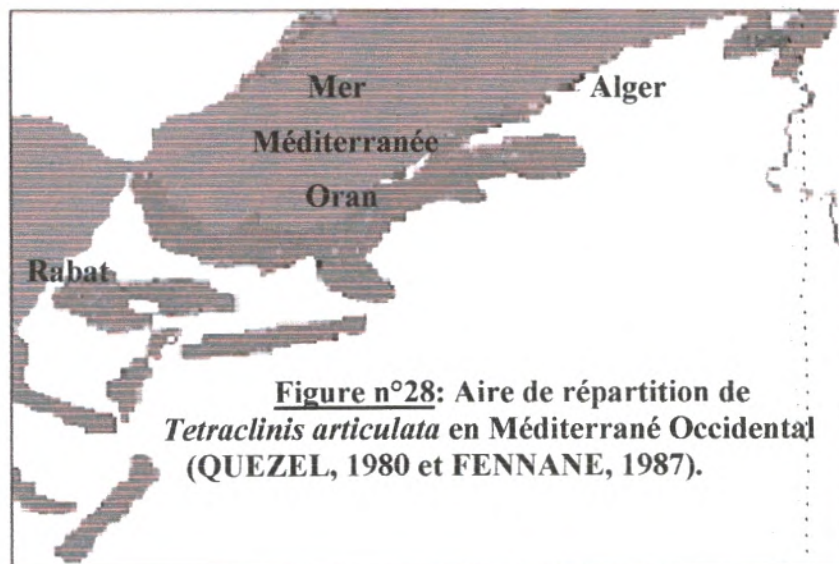 Mer
Alger
Méditerranée
Oran
Rabat
Figure n°28: Aire de répartition de
Tetraclinis articulata en Méditerrané Occidental
(QUEZEL, 1980 et FENNANE, 1987).